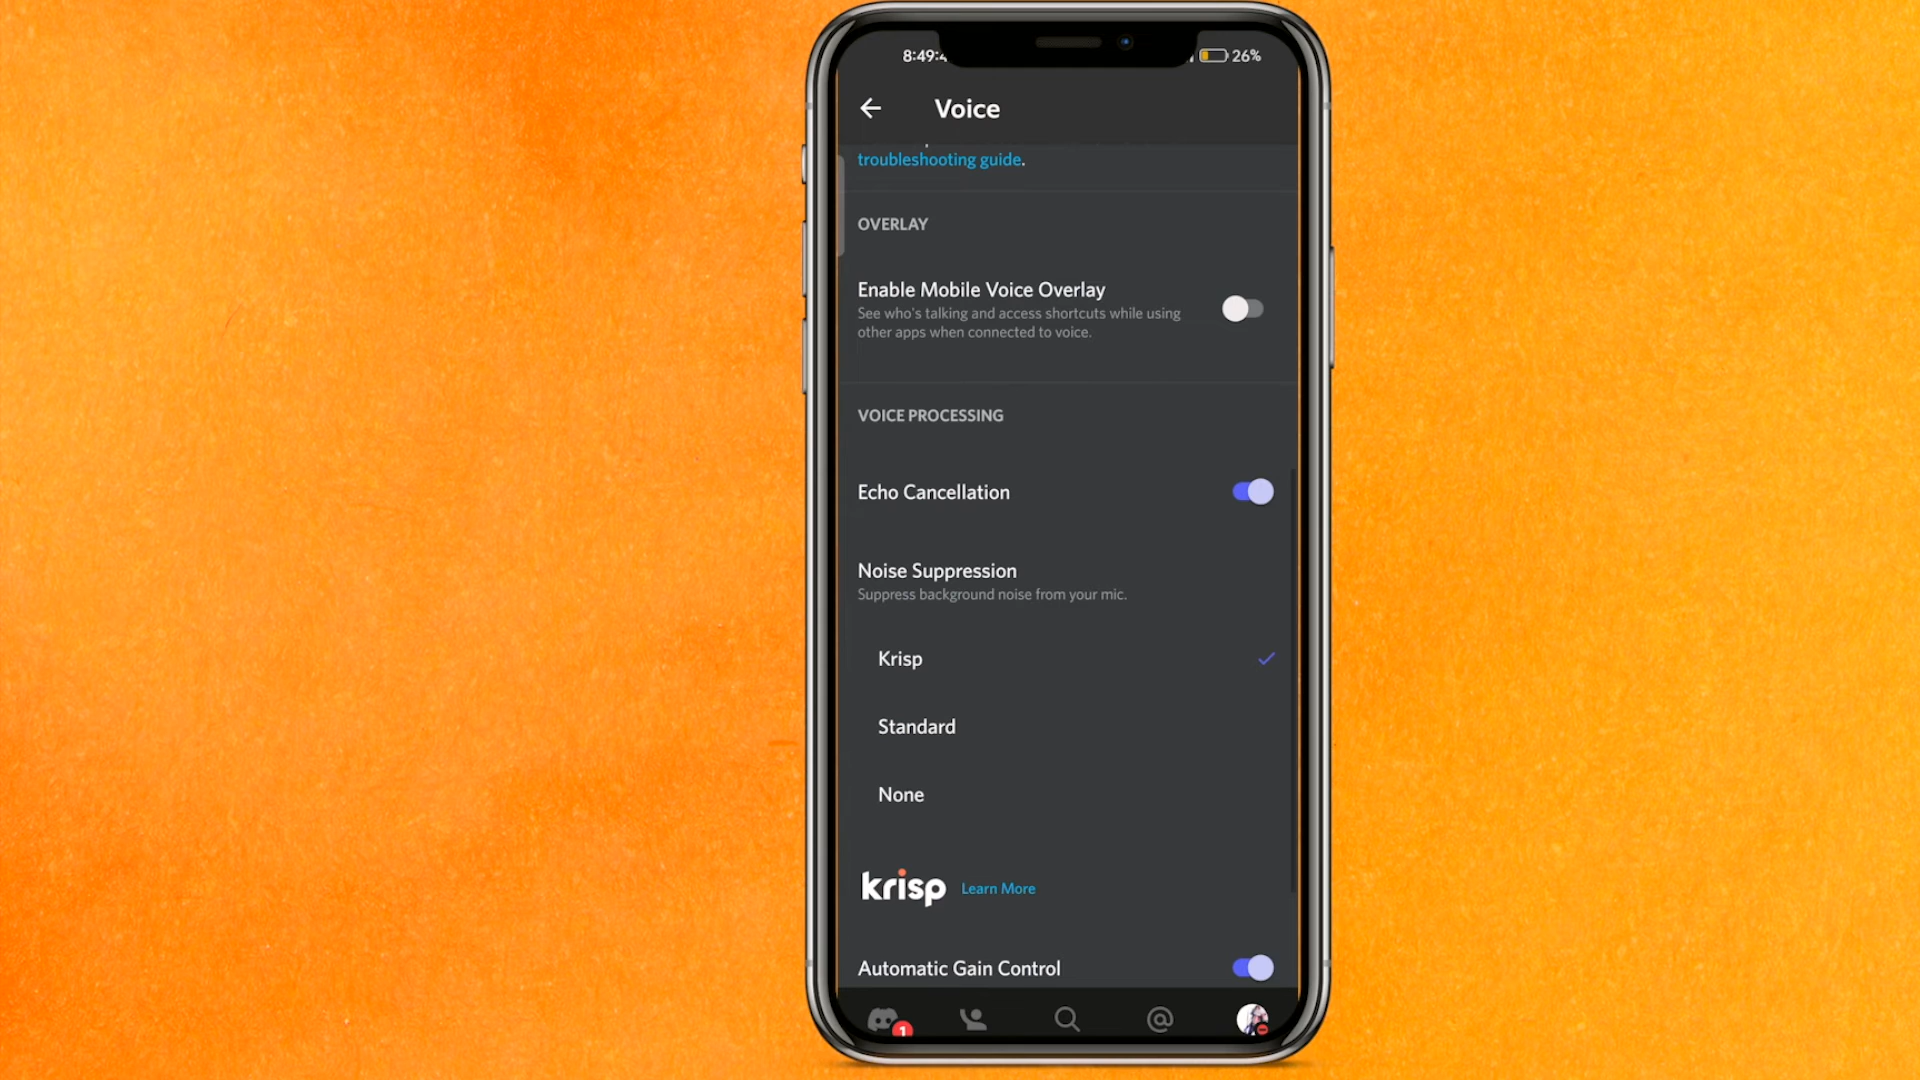 8:49:4
26%
Voice
troubleshooting guide.
OVERLAY
Enable Mobile Voice Overlay
See who's talking and access shortcuts while using
other apps when connected to voice.
VOICE PROCESSING
Echo Cancellation
Noise Suppression
Suppress background noise from your mic.
Krisp
Standard
None
krisp Learn More
Automatic Gain Control
1